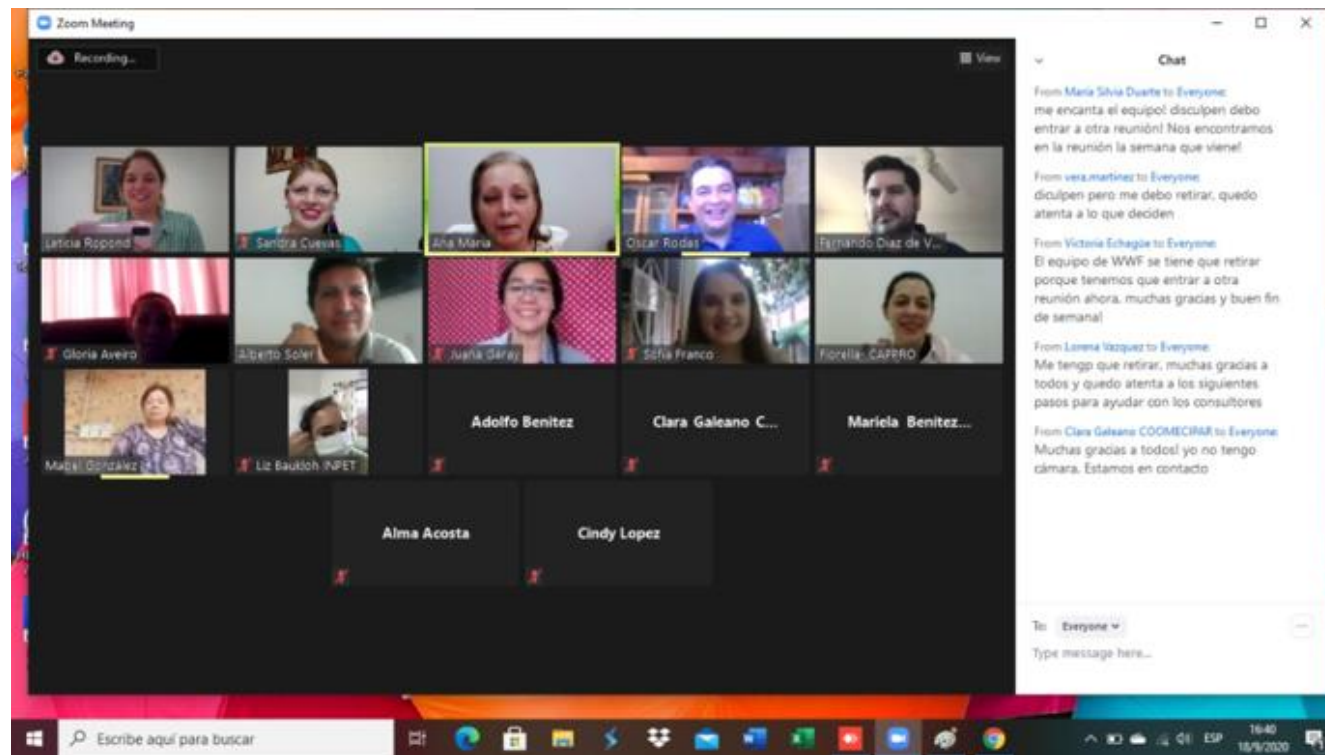 Zoom Meeting
Recording...
View
Leticia Ropond
Sandra Cuevas
Ana Maria
Oscar Rodas
Fernando Diaz de V...
Gloria Aveiro
Alberto Soler
Juana Garay
Sofia Franco
Fiorella CAPPRO
Mabel Gonzalez
Liz Baukloh INPET
Adolfo Benitez
Clara Galeano C...
Mariela Benitez...
Alma Acosta
Cindy Lopez
Chat
From Maria Silvia Duarte to Everyone:
me encanta el equipo! disculpen debo
entrar a otra reunión! Nos encontramos
en la reunión la semana que viene!
From vera.martinez to Everyone:
diculpen pero me debo retirar, quedo
atenta a lo que deciden
From Victoria Echagüe to Everyone:
El equipo de WWF se tiene que retirar
porque tenemos que entrar a otra
reunión ahora. muchas gracias y buen fin
de semana!
From Lorena Vazquez to Everyone:
Me tengp que retirar, muchas gracias a
todos y quedo atenta a los siguientes
pasos para ayudar con los consultores
From Clara Galeano COOMECIPAR to Everyone:
Muchas gracias a todos! yo no tengo
cámara. Estamos en contacto
To: Everyone
Type message here...
Escribe aquí para buscar
ESP
16:40
18/9/2020